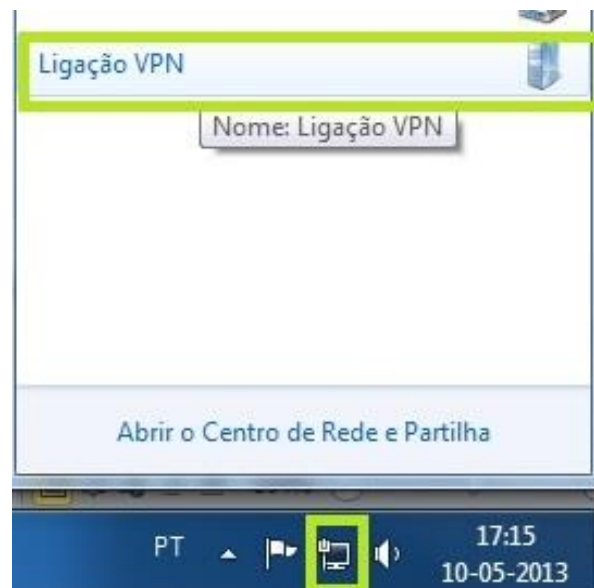 Ligação VPN
Nome: Ligação VPN
Abrir o Centro de Rede e Partilha
PT
17:15
10-05-2013